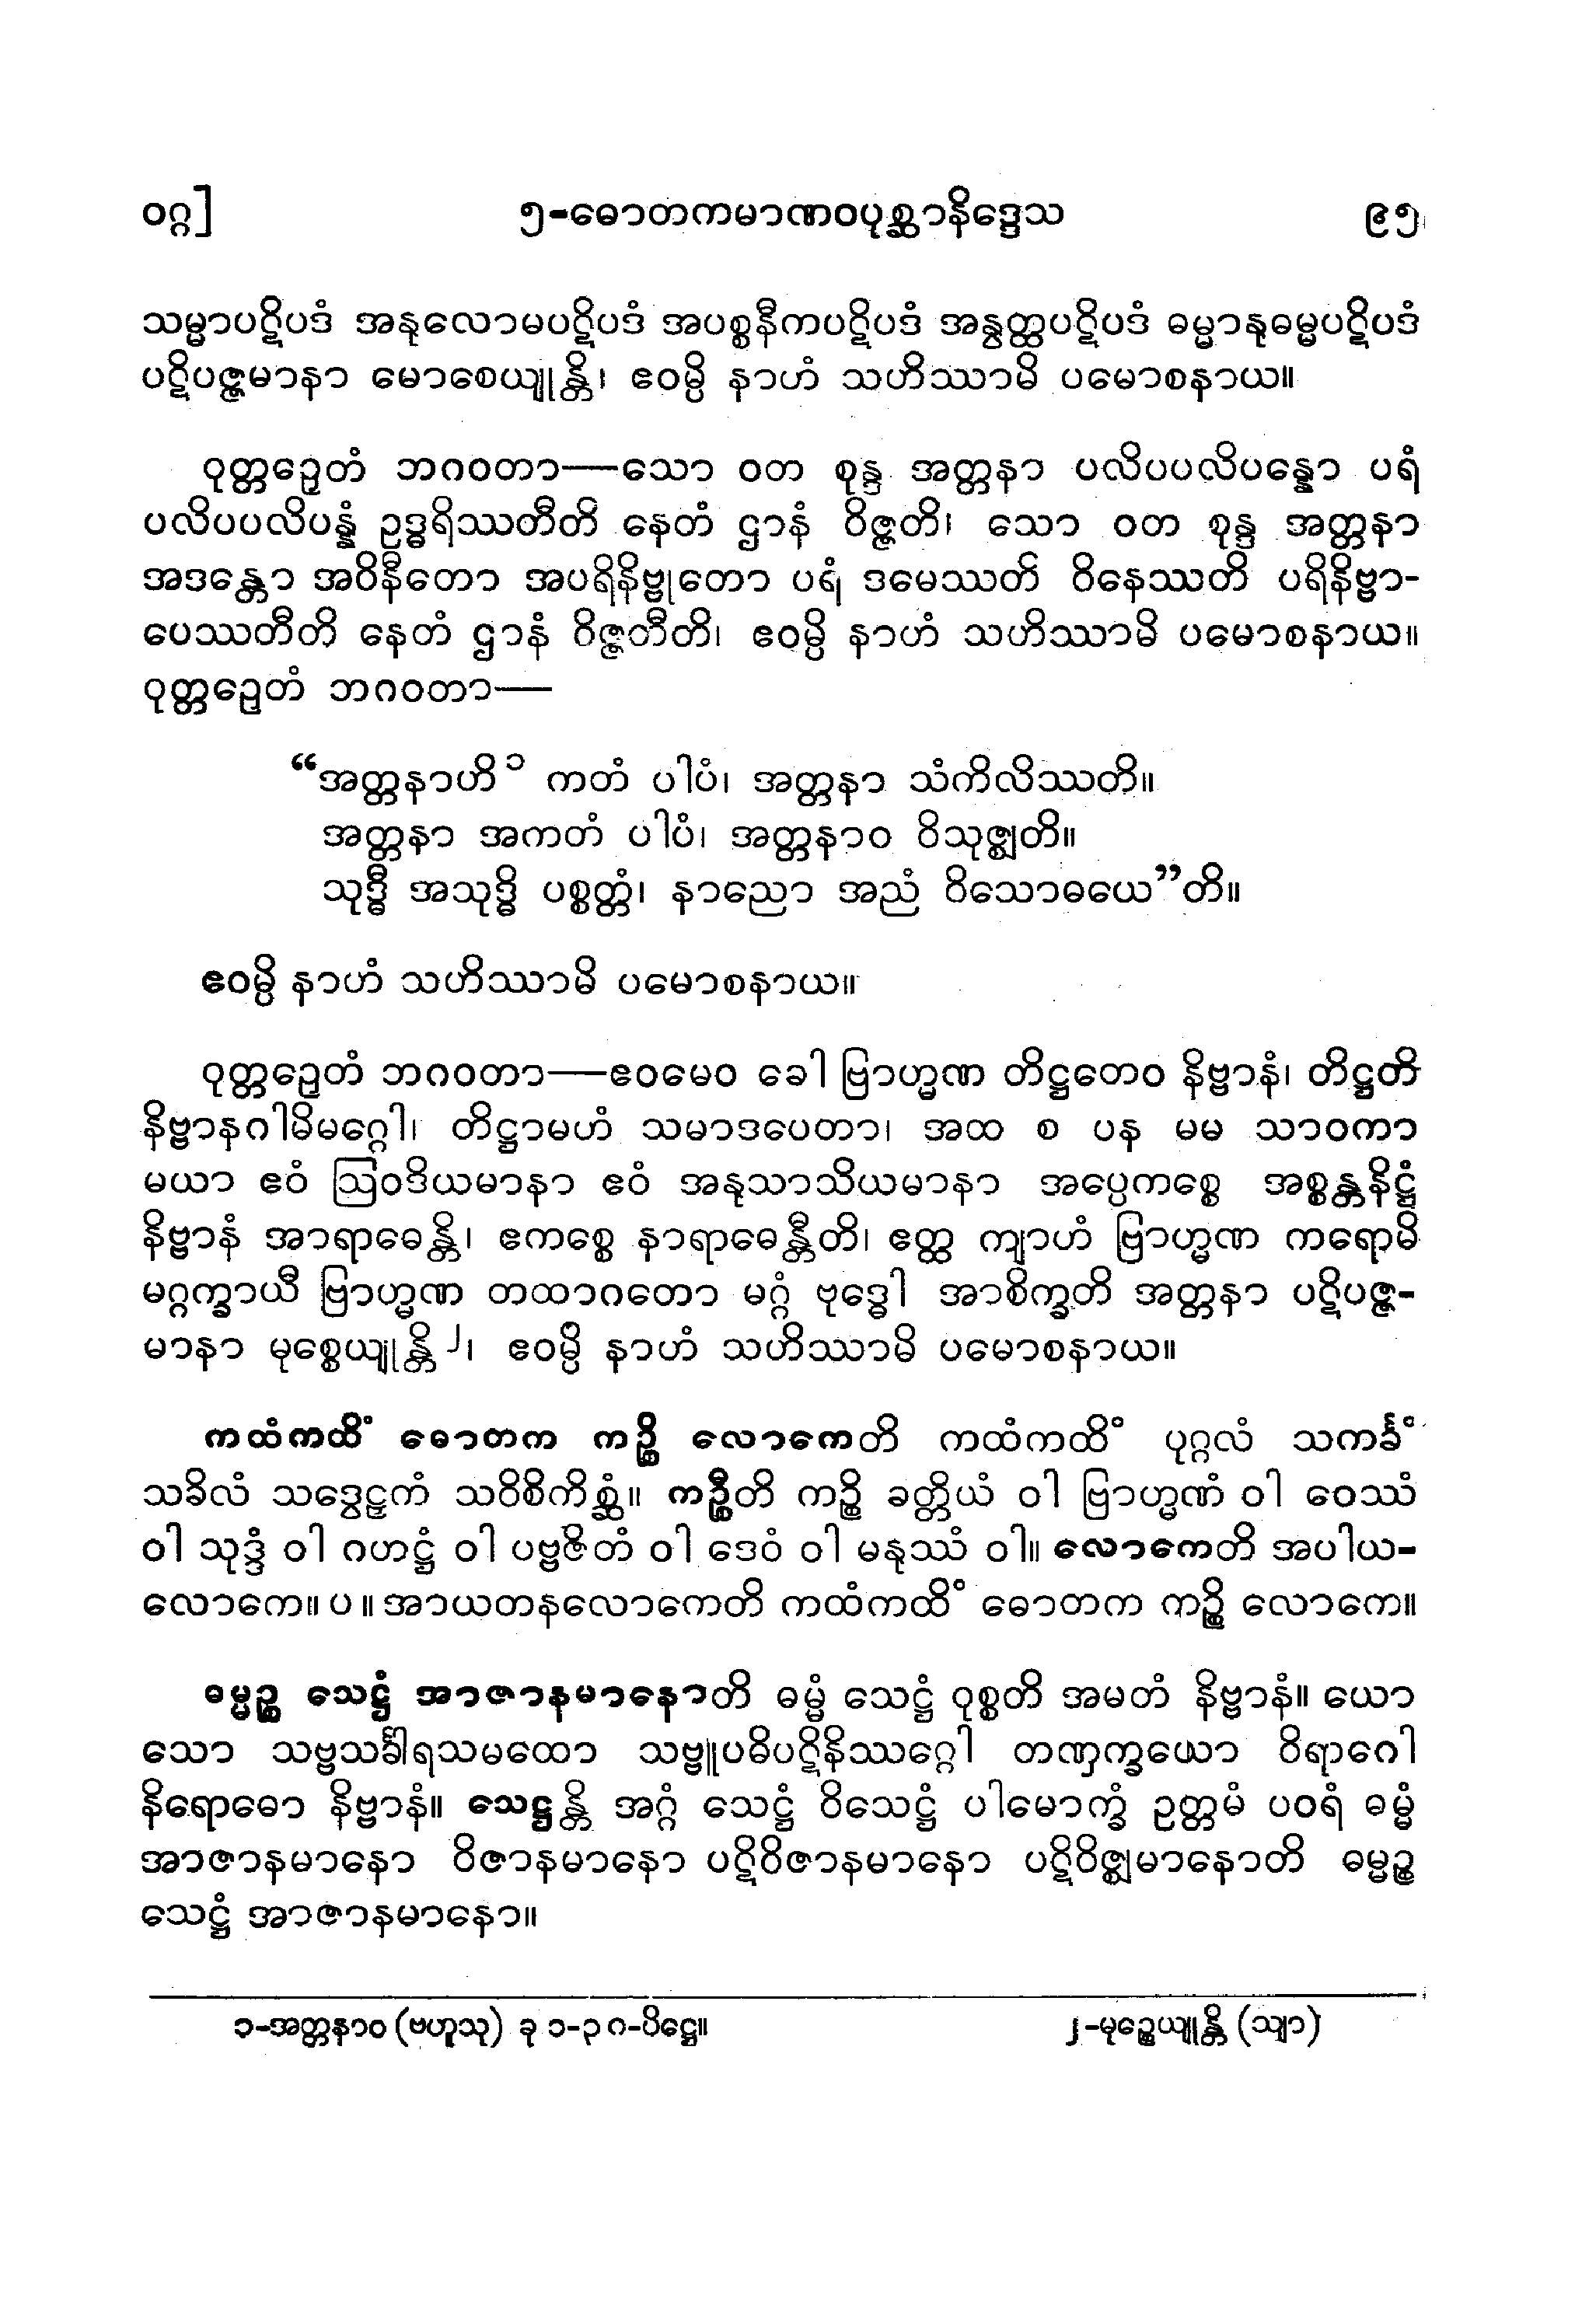 ဝဂ္ဂ] ၅-ဓောတကမာဏဝပုစ္ဆာနိဒ္ဒေသ ၉၅
သမ္မာပဋိပဒံ အနုလောမပဋိပဒံ အပစ္စနီကပဋိပဒံ အနွတ္ထပဋိပဒံ ဓမ္မာနုဓမ္မပဋိပဒံ
ပဋိပဇ္ဇမာနာ မောစေယျုန္တိ၊ ဧဝမ္ပိ နာဟံ သဟိဿာမိ ပမောစနာယ။
ဝုတ္တဉှေတံ ဘဂဝတာ—သော ဝတ စုန္ဒ အတ္တနာ ပလိပပလိပန္နော ပရံ
ပလိပပလိပန္နံ ဥဒ္ဓရိဿတီတိ နေတံ ဌာနံ ဝိဇ္ဇတိ၊ သော ဝတ စုန္ဒ အတ္တနာ
အဒန္တော အဝိနီတော အပရိနိဗ္ဗုတော ပရံ ဒမေဿတိ ဝိနေဿတိ ပရိနိဗ္ဗာ-
ပေဿတီတိ နေတံ ဌာနံ ဝိဇ္ဇတီတိ၊ ဧဝမ္ပိ နာဟံ သဟိဿာမိ ပမောစနာယ။
ဝုတ္တဉှေတံ ဘဂဝတာ—
“အတ္တနာဟိ ၁ ကတံ ပါပံ၊ အတ္တနာ သံကိလိဿတိ။
အတ္တနာ အကတံ ပါပံ၊ အတ္တနာဝ ဝိသုဇ္ဈတိ။
သုဒ္ဓီ အသုဒ္ဓိ ပစ္စတ္တံ၊ နာညော အညံ ဝိသောဓယေ”တိ။
ဧဝမ္ပိ နာဟံ သဟိဿာမိ ပမောစနာယ။
ဝုတ္တဉှေတံ ဘဂဝတာ—ဧဝမေဝ ခေါ ဗြာဟ္မဏ တိဋ္ဌတေဝ နိဗ္ဗာနံ၊ တိဋ္ဌတိ
နိဗ္ဗာနဂါမိမဂ္ဂေါ၊ တိဋ္ဌာမဟံ သမာဒပေတာ၊ အထ စ ပန မမ သာဝကာ
မယာ ဧဝံ ဩဝဒိယမာနာ ဧဝံ အနုသာသိယမာနာ အပ္ပေကစ္စေ အစ္စန္တနိဋ္ဌံ
နိဗ္ဗာနံ အာရာဓေန္တိ၊ ဧကစ္စေ နာရာဓေန္တီတိ၊ ဧတ္ထ ကျာဟံ ဗြာဟ္မဏ ကရောမိ
မဂ္ဂက္ခာယီ ဗြာဟ္မဏ တထာဂတော မဂ္ဂံ ဗုဒ္ဓေါ အာစိက္ခတိ အတ္တနာ ပဋိပဇ္ဇ-
မာနာ မုစ္စေယျုန္တိ ၂၊ ဧဝမ္ပိ နာဟံ သဟိဿာမိ ပမောစနာယ။
ကထံကထိံ ဓောတက ကဉ္စိ လောကေတိ ကထံကထိံ ပုဂ္ဂလံ သကင်္ခံ
သခိလံ သဒွေဠှကံ သဝိစိကိစ္ဆံ။ ကဉ္စီတိ ကဉ္စိ ခတ္တိယံ ဝါ ဗြာဟ္မဏံ ဝါ ဝေဿံ
ဝါ သုဒ္ဒံ ဝါ ဂဟဋ္ဌံ ဝါ ပဗ္ဗဇိတံ ဝါ ဒေဝံ ဝါ မနုဿံ ဝါ။ လောကေတိ အပါယ-
လောကေ။ ပ ။ အာယတနလောကေတိ ကထံကထိံ ဓောတက ကဉ္စိ လောကေ။
ဓမ္မဉ္စ သေဋ္ဌံ အာဇာနမာနောတိ ဓမ္မံ သေဋ္ဌံ ဝုစ္စတိ အမတံ နိဗ္ဗာနံ။ ယော
သော သဗ္ဗသင်္ခါရသမထော သဗ္ဗူပဓိပဋိနိဿဂ္ဂေါ တဏှက္ခယော ဝိရာဂေါ
နိရောဓော နိဗ္ဗာနံ။ သေဋ္ဌန္တိ အဂ္ဂံ သေဋ္ဌံ ဝိသေဋ္ဌံ ပါမောက္ခံ ဥတ္တမံ ပဝရံ ဓမ္မံ
အာဇာနမာနော ဝိဇာနမာနော ပဋိဝိဇာနမာနော ပဋိဝိဇ္ဈမာနောတိ ဓမ္မဉ္စ
သေဋ္ဌံ အာဇာနမာနော။
၁-အတ္တနာဝ (ဗဟူသု) ခု ၁-၃၈-ပိဋ္ဌေ။ ၂-မုဉ္စေယျုန္တိ (သျာ)